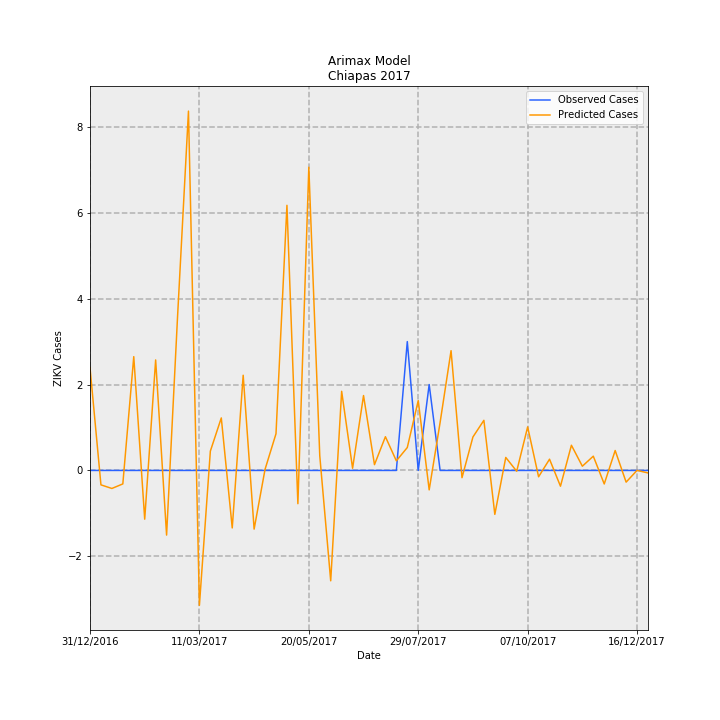 Arimax Model
Chiapas 2017
Observed Cases
Predicted Cases
ZIKV Cases
8
6
4
2
0
−2
31/12/2016
11/03/2017
20/05/2017
29/07/2017
07/10/2017
16/12/2017
Date